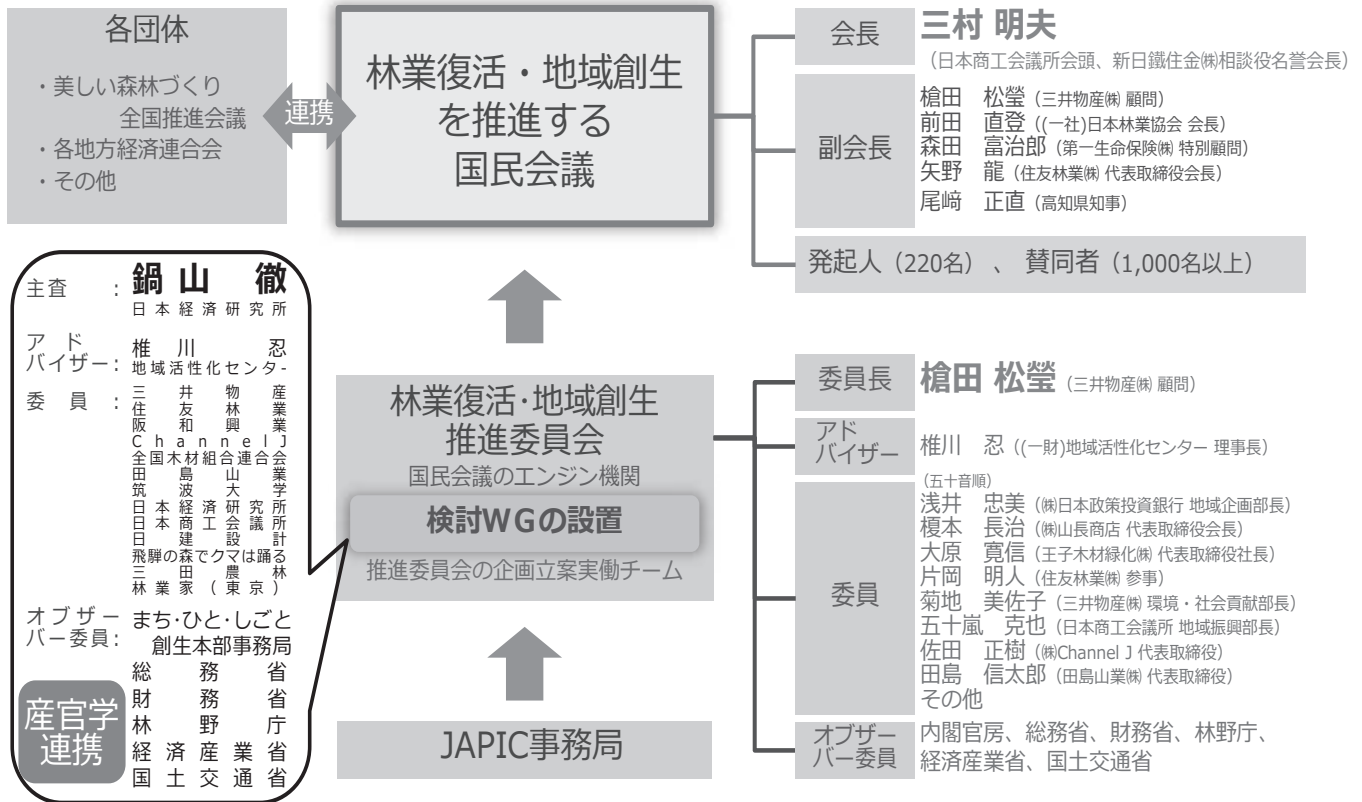 各団体
・美しい森林づくり
全国推進会議
・各地方経済連合会
・その他
連携
林業復活・地域創生
を推進する
国民会議
会長
三村 明夫
(日本商工会議所会頭、新日鐵住金㈱相談役名誉会長)
副会長
槍田 松瑩 (三井物産㈱ 顧問)
前田 直登 ((一社)日本林業協会 会長)
森田 富治郎 (第一生命保険㈱ 特別顧問)
矢野 龍 (住友林業㈱ 代表取締役会長)
尾﨑 正直 (高知県知事)
発起人 (220名) 、 賛同者 (1,000名以上)
主査 :
鍋山 徹
日本経済研究所
アド
バイザー:
椎川 忍
地域活性化センター
委員 :
三井物産
住友林業
阪和興業
ChannelJ
全国木材組合連合会
田島山業
筑波大学
日本経済研究所
日本商工会議所
日建設計
飛騨の森でクマは踊る
三田農林
林業家(東京)
オブザー
バー委員:
まち・ひと・しごと
創生本部事務局
総務省
財務省
林野庁
経済産業省
国土交通省
産官学
連携
林業復活・地域創生
推進委員会
国民会議のエンジン機関
検討WGの設置
推進委員会の企画立案実働チーム
JAPIC事務局
委員長
槍田 松瑩 (三井物産㈱ 顧問)
アド
バイザー
椎川 忍 ((一財)地域活性化センター 理事長)
委員
(五十音順)
浅井 忠美 (㈱日本政策投資銀行 地域企画部長)
榎本 長治 (㈱山長商店 代表取締役会長)
大原 寛信 (王子木材緑化㈱ 代表取締役社長)
片岡 明人 (住友林業㈱ 参事)
菊地 美佐子 (三井物産㈱ 環境・社会貢献部長)
五十嵐 克也 (日本商工会議所 地域振興部長)
佐田 正樹 (㈱Channel J 代表取締役)
田島 信太郎 (田島山業㈱ 代表取締役)
その他
オブザー
バー委員
内閣官房、総務省、財務省、林野庁、
経済産業省、国土交通省